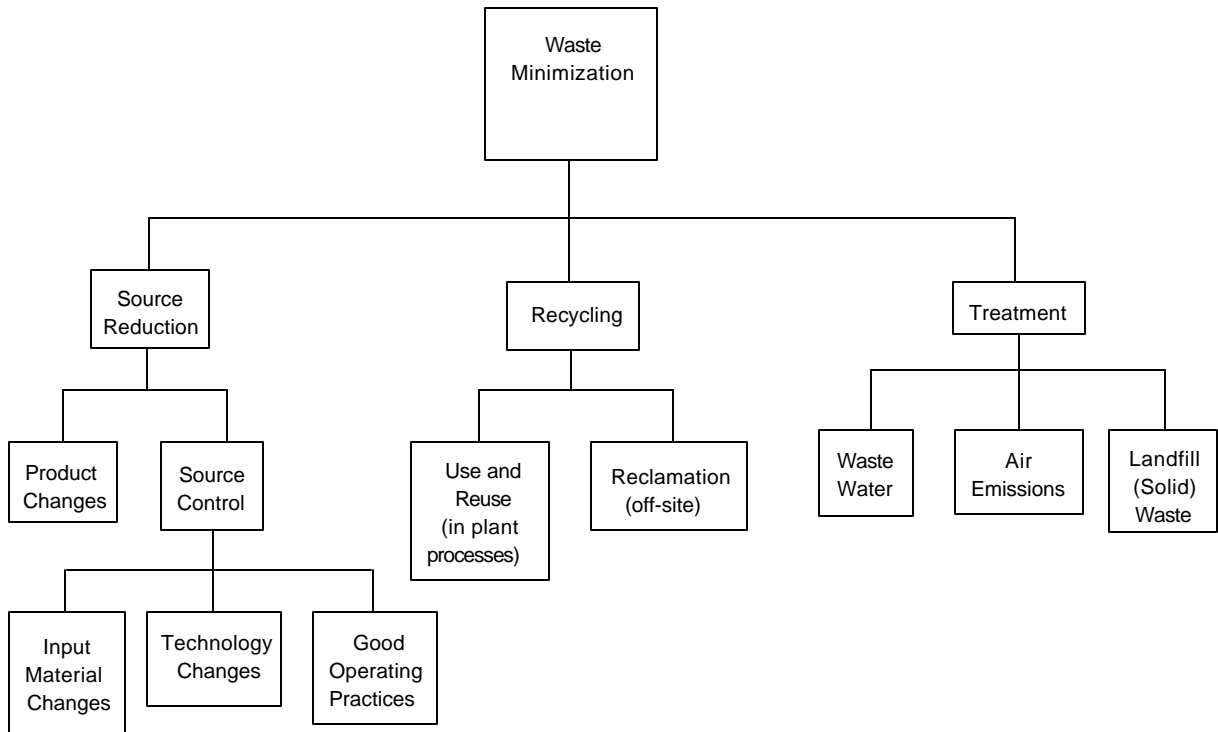 Waste
Minimization
Source
Reduction
Recycling
Treatment
Product
Changes
Source
Control
Use and
Reuse
(in plant
processes)
Reclamation
(off-site)
Waste
Water
Air
Emissions
Landfill
(Solid)
Waste
Input
Material
Changes
Technology
Changes
Good
Operating
Practices